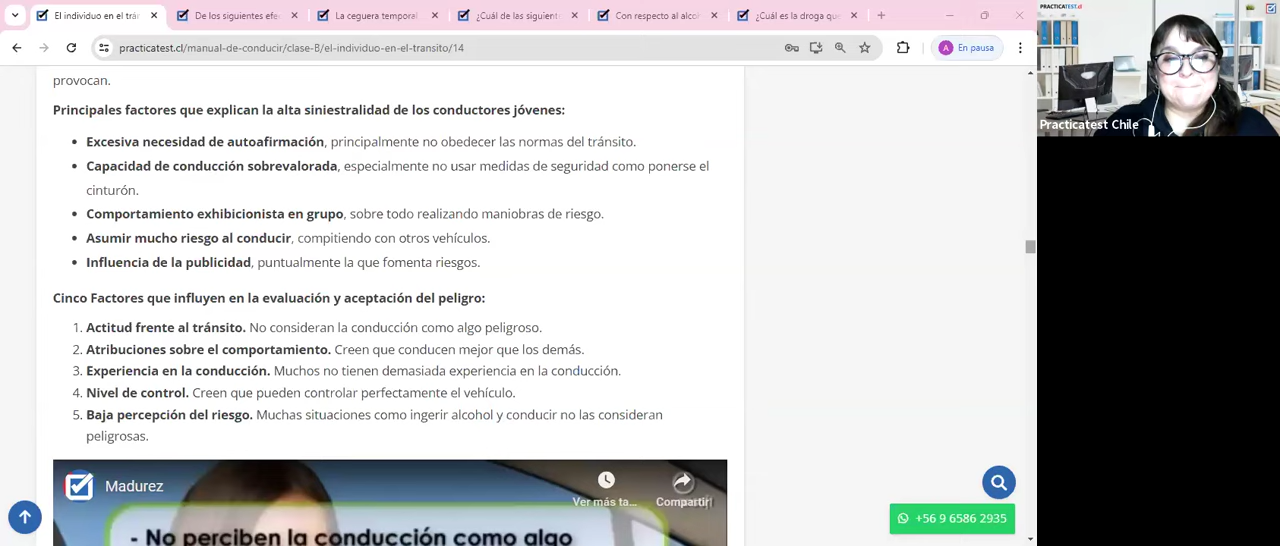 El individuo en el trán
De los siguientes efe
La ceguera temporal
¿Cuál de las siguient
Con respecto al alcoh
¿Cuál es la droga que
practicatest.cl/manual-de-conducir/clase-B/el-individuo-en-el-transito/14
A En pausa
PRACTICATEST.cl
Practicatest Chile
provocan.
Principales factores que explican la alta siniestralidad de los conductores jóvenes:
• Excesiva necesidad de autoafirmación, principalmente no obedecer las normas del tránsito.
• Capacidad de conducción sobrevalorada, especialmente no usar medidas de seguridad como ponerse el
cinturón.
• Comportamiento exhibicionista en grupo, sobre todo realizando maniobras de riesgo.
• Asumir mucho riesgo al conducir, compitiendo con otros vehículos.
• Influencia de la publicidad, puntualmente la que fomenta riesgos.
Cinco Factores que influyen en la evaluación y aceptación del peligro:
1. Actitud frente al tránsito. No consideran la conducción como algo peligroso.
2. Atribuciones sobre el comportamiento. Creen que conducen mejor que los demás.
3. Experiencia en la conducción. Muchos no tienen demasiada experiencia en la conducción.
4. Nivel de control. Creen que pueden controlar perfectamente el vehículo.
5. Baja percepción del riesgo. Muchas situaciones como ingerir alcohol y conducir no las consideran
peligrosas.
Madurez
Ver más ta...
Compartir
- No perciben la conducción como algo
+56 9 6586 2935